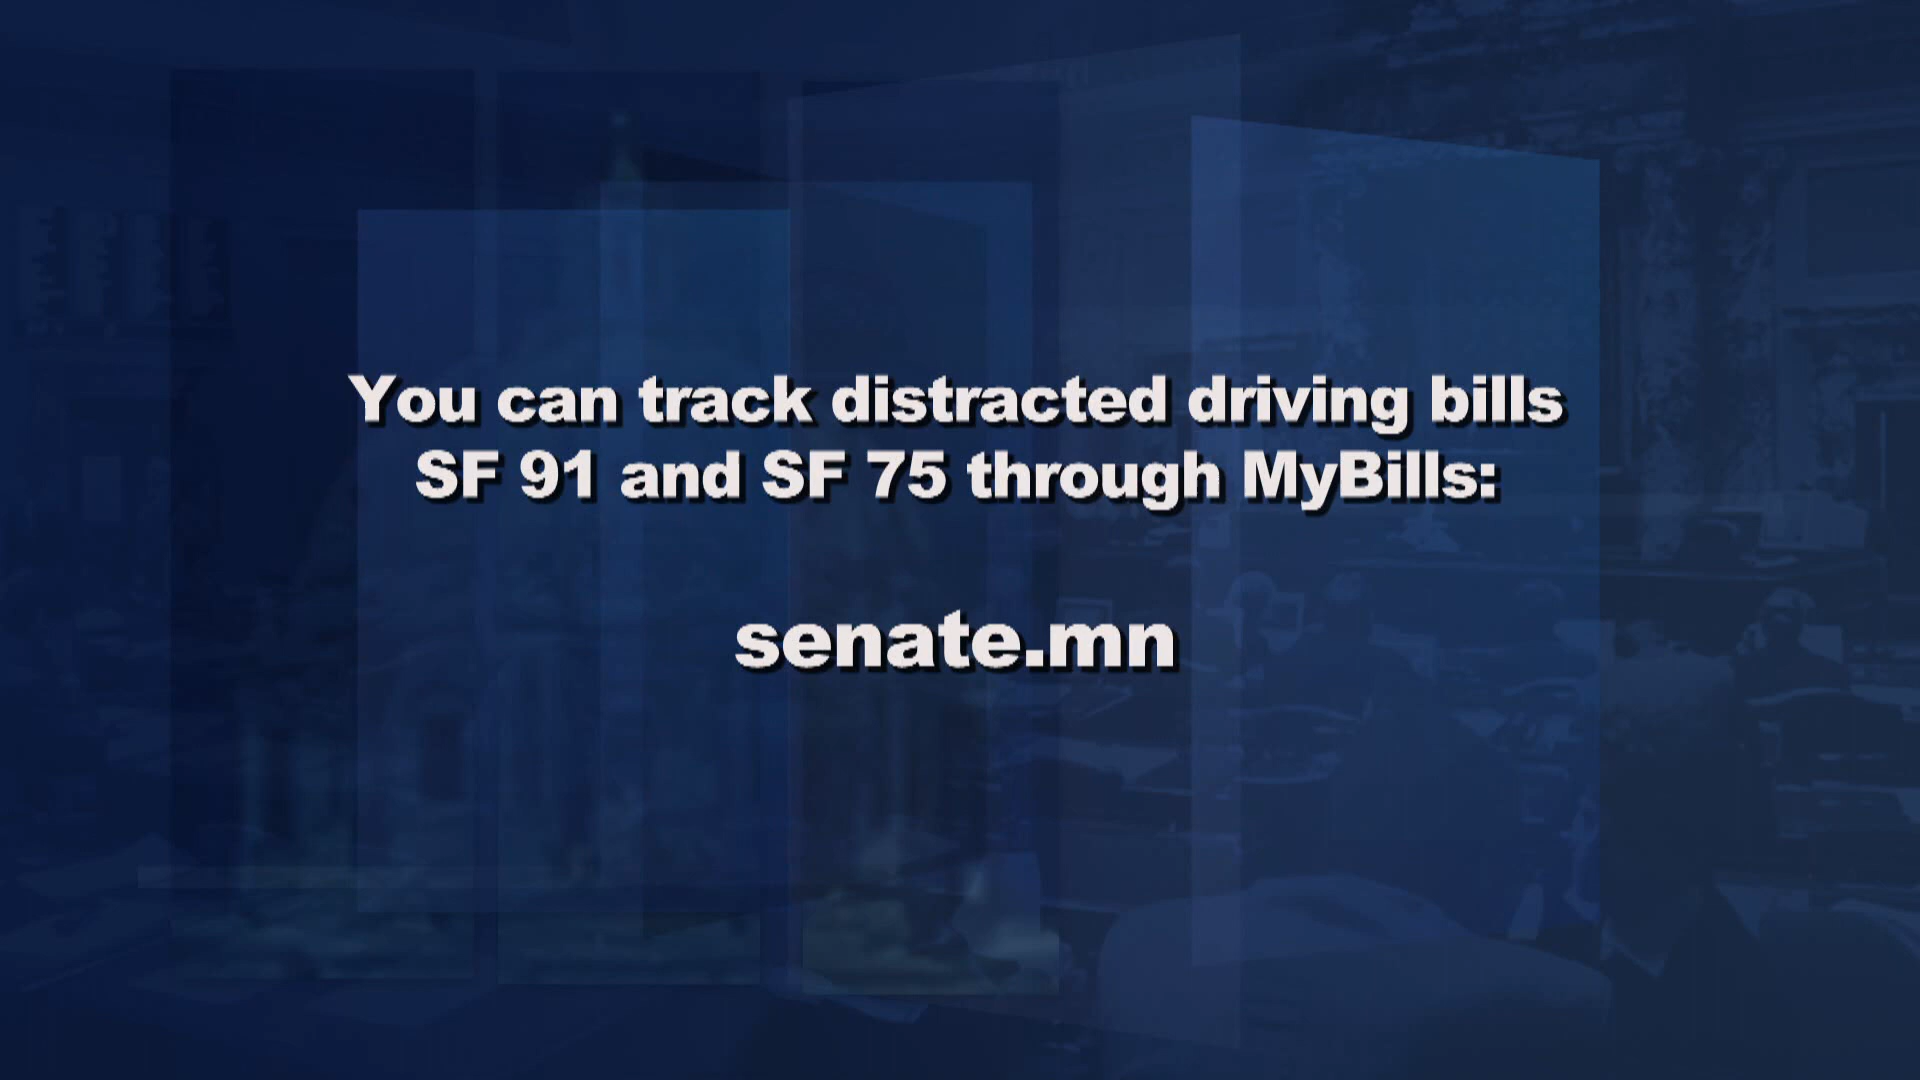 You can track distracted driving bills
SF 91 and SF 75 through MyBills:
senate.mn